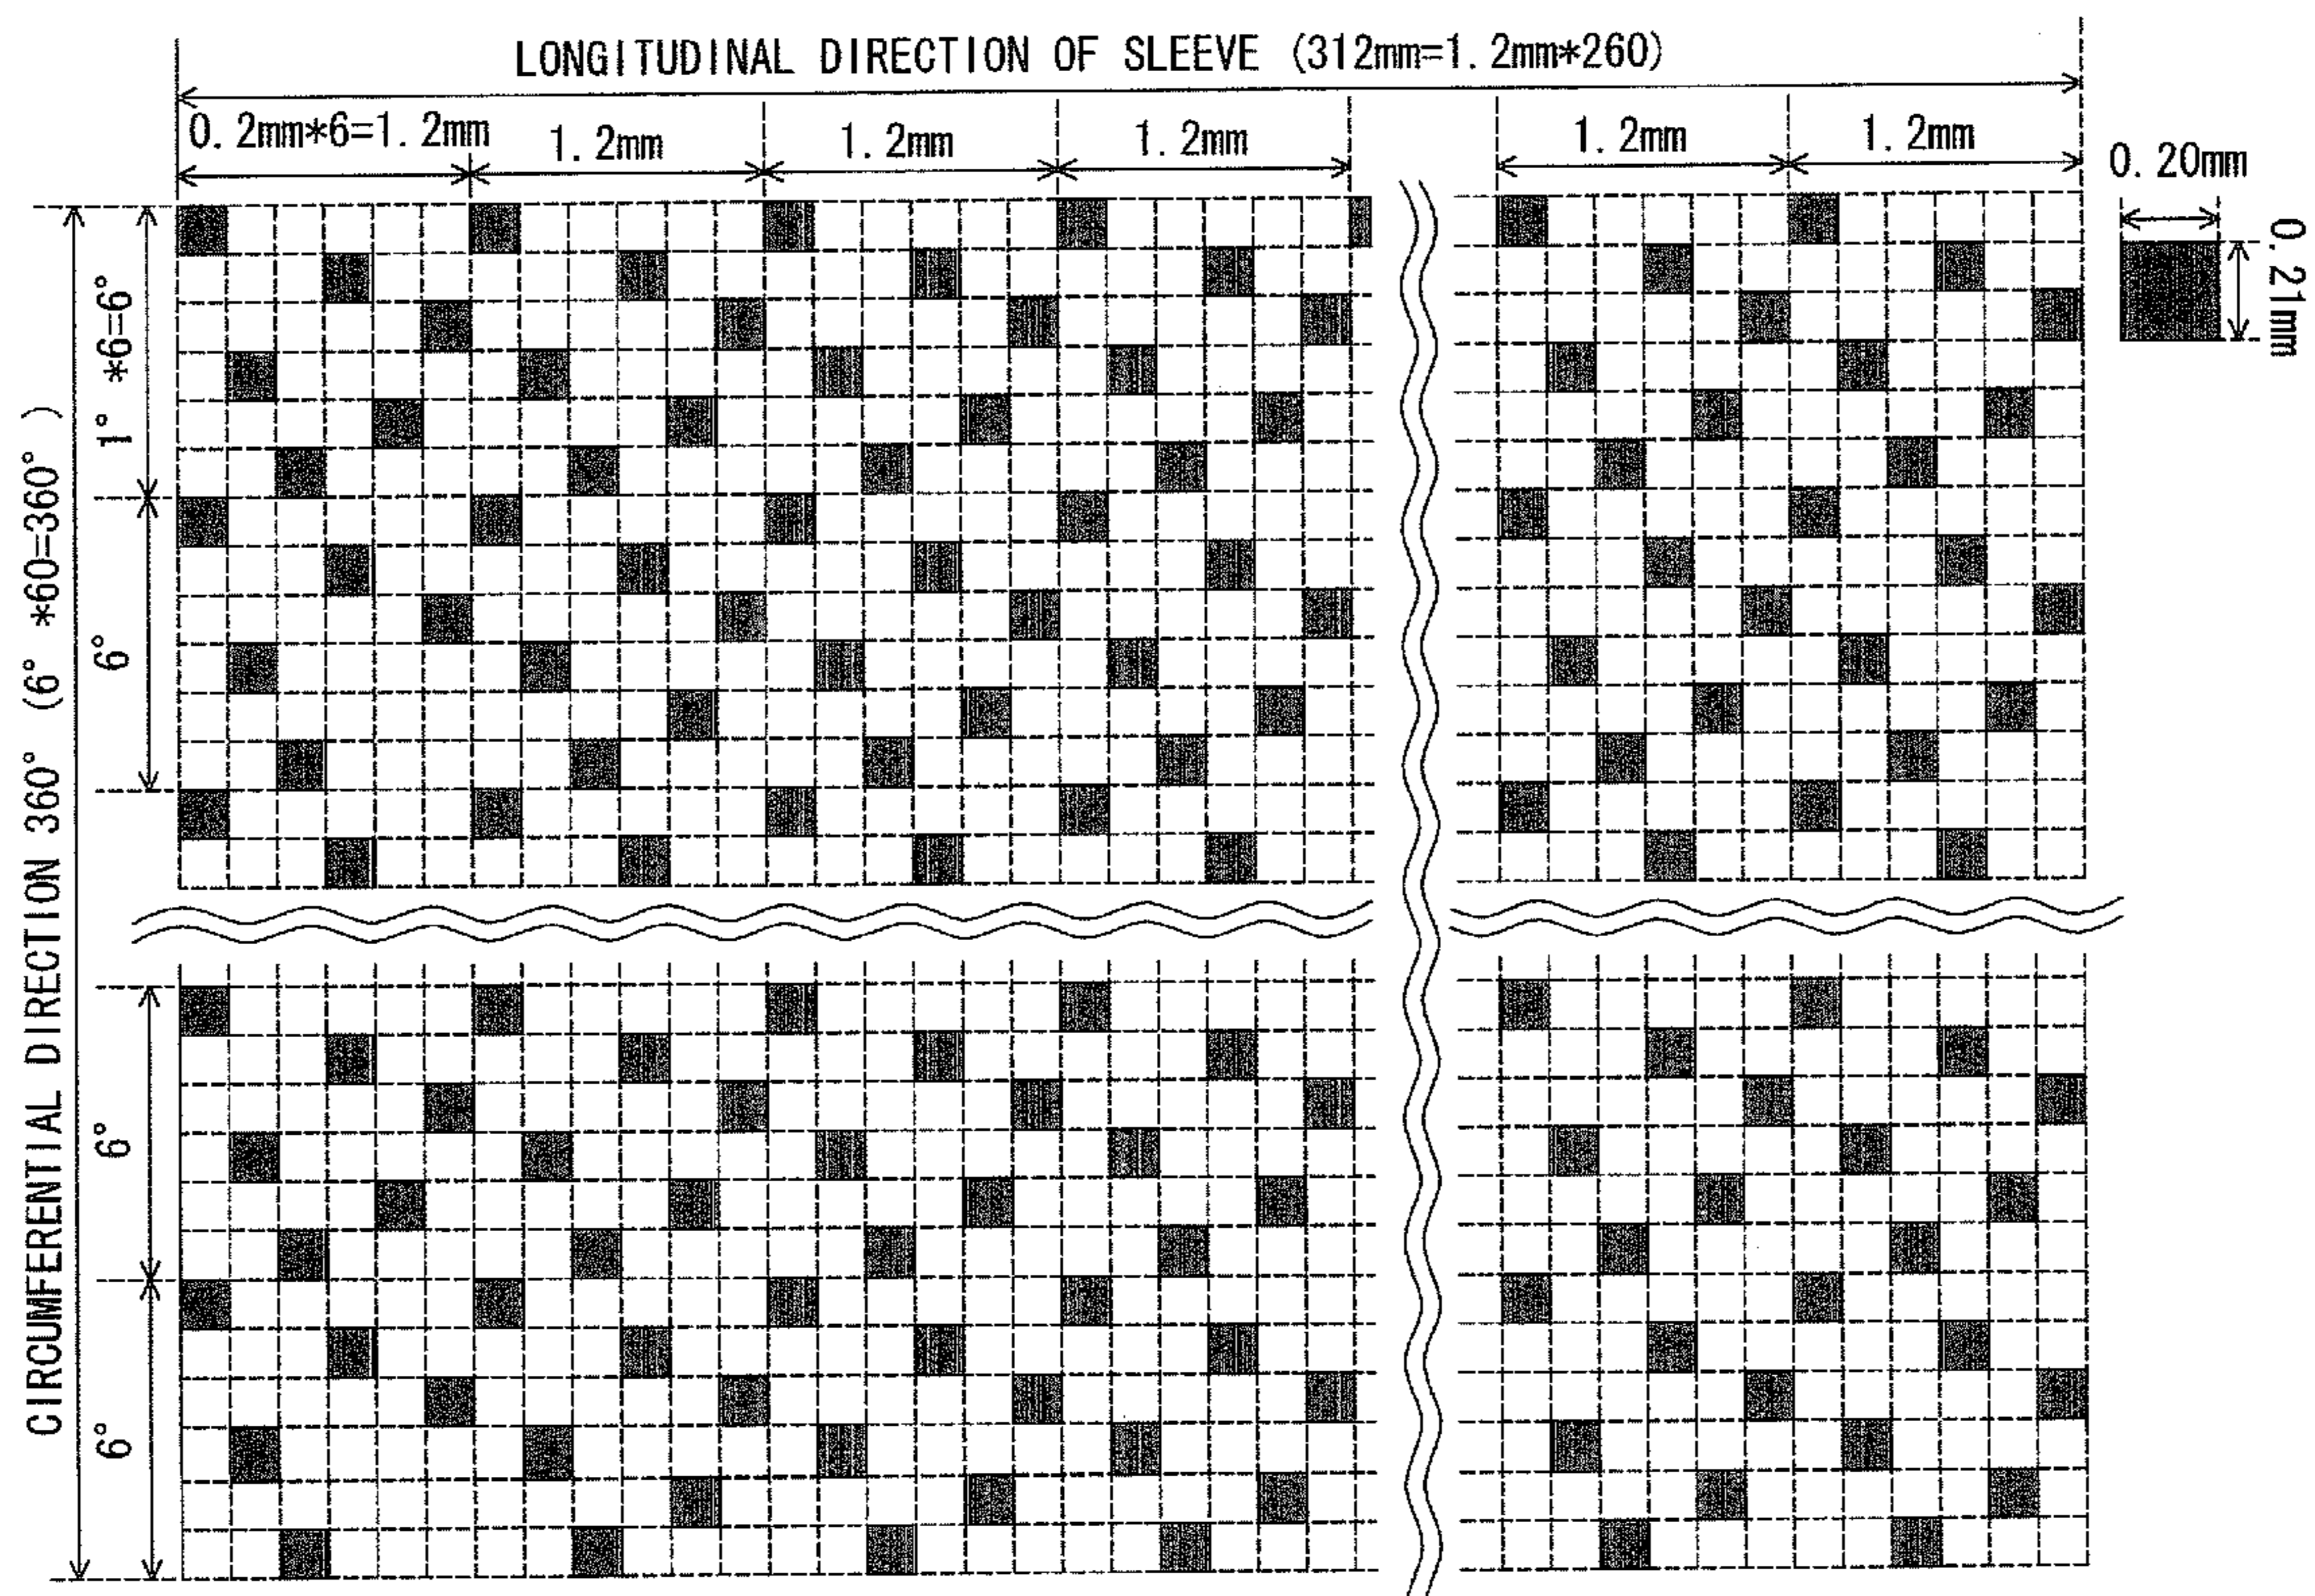 LONGITUDINAL DIRECTION OF SLEEVE (312mm=1.2mm*260)
0.2mm*6=1.2mm
1.2mm
1.2mm
1.2mm
1.2mm
1.2mm
0.20mm
0.21mm
CIRCUMFERENTIAL DIRECTION 360° (6° *60=360°)
1° *6=6°
6°
6°
6°